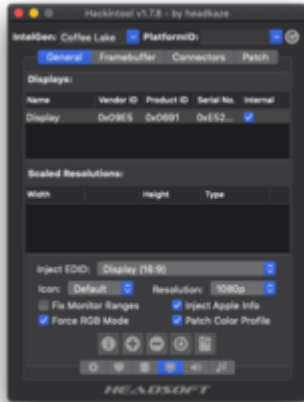 Hackintool v1.7.8 - by headkaze
IntelGen: Coffee Lake PlatformID:
General Framebuffer Connectors Patch
Displays:
Name Vendor ID Product ID Serial No. Internal
Display 0x09E5 0x0691 0xE52...
Scaled Resolutions:
Width Height Type
Inject EDID: Display (16:9)
Icon: Default Resolution: 1080p
Fix Monitor Ranges Inject Apple Info
Force RGB Mode Patch Color Profile
HEADSOFT